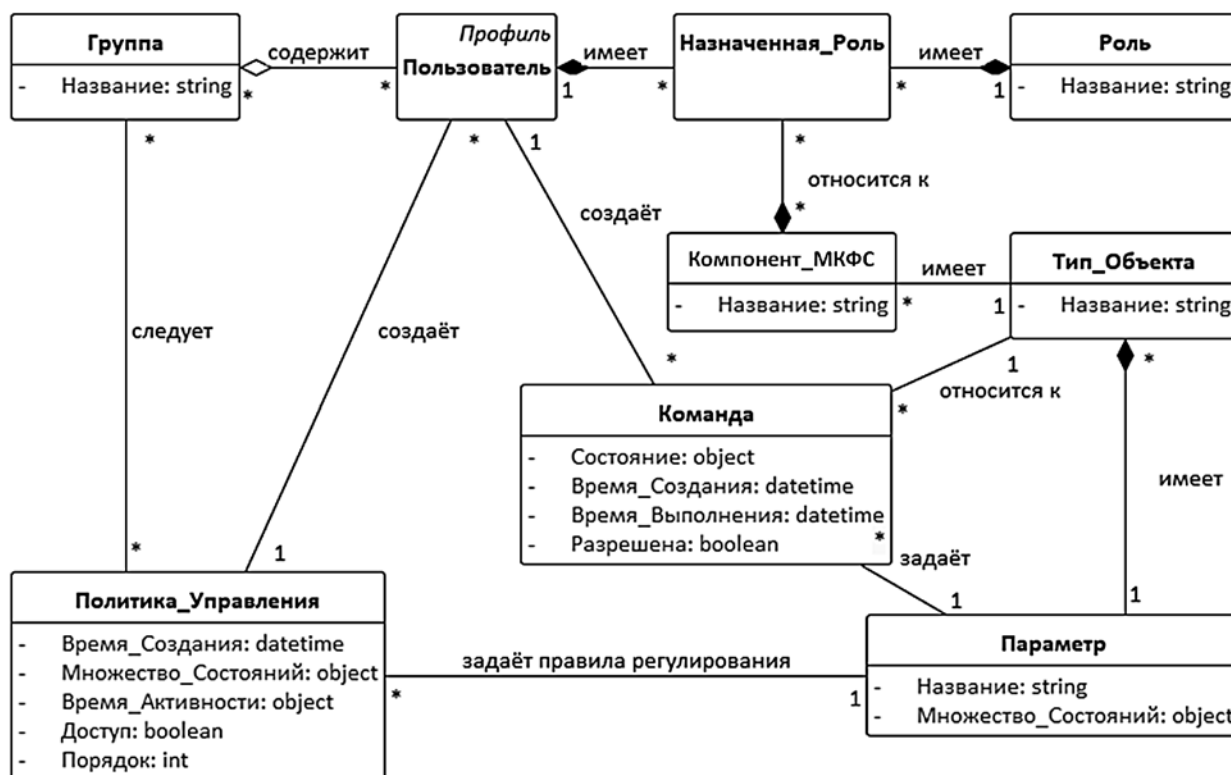 Группа
- Название: string
содержит
*
*
Профиль
Пользователь
имеет
1
*
Назначенная_Роль
имеет
*
1
Роль
- Название: string
*
*
1
*
относится к
*
создаёт
Компонент_МКФС
- Название: string
имеет
*
1
Тип_Объекта
- Название: string
следует
создаёт
*
1
*
относится к
*
Команда
- Состояние: object
- Время_Создания: datetime
- Время_Выполнения: datetime
- Разрешена: boolean
*
имеет
задаёт
*
1
1
1
Политика_Управления
- Время_Создания: datetime
- Множество_Состояний: object
- Время_Активности: object
- Доступ: boolean
- Порядок: int
задаёт правила регулирования
*
1
Параметр
- Название: string
- Множество_Состояний: object